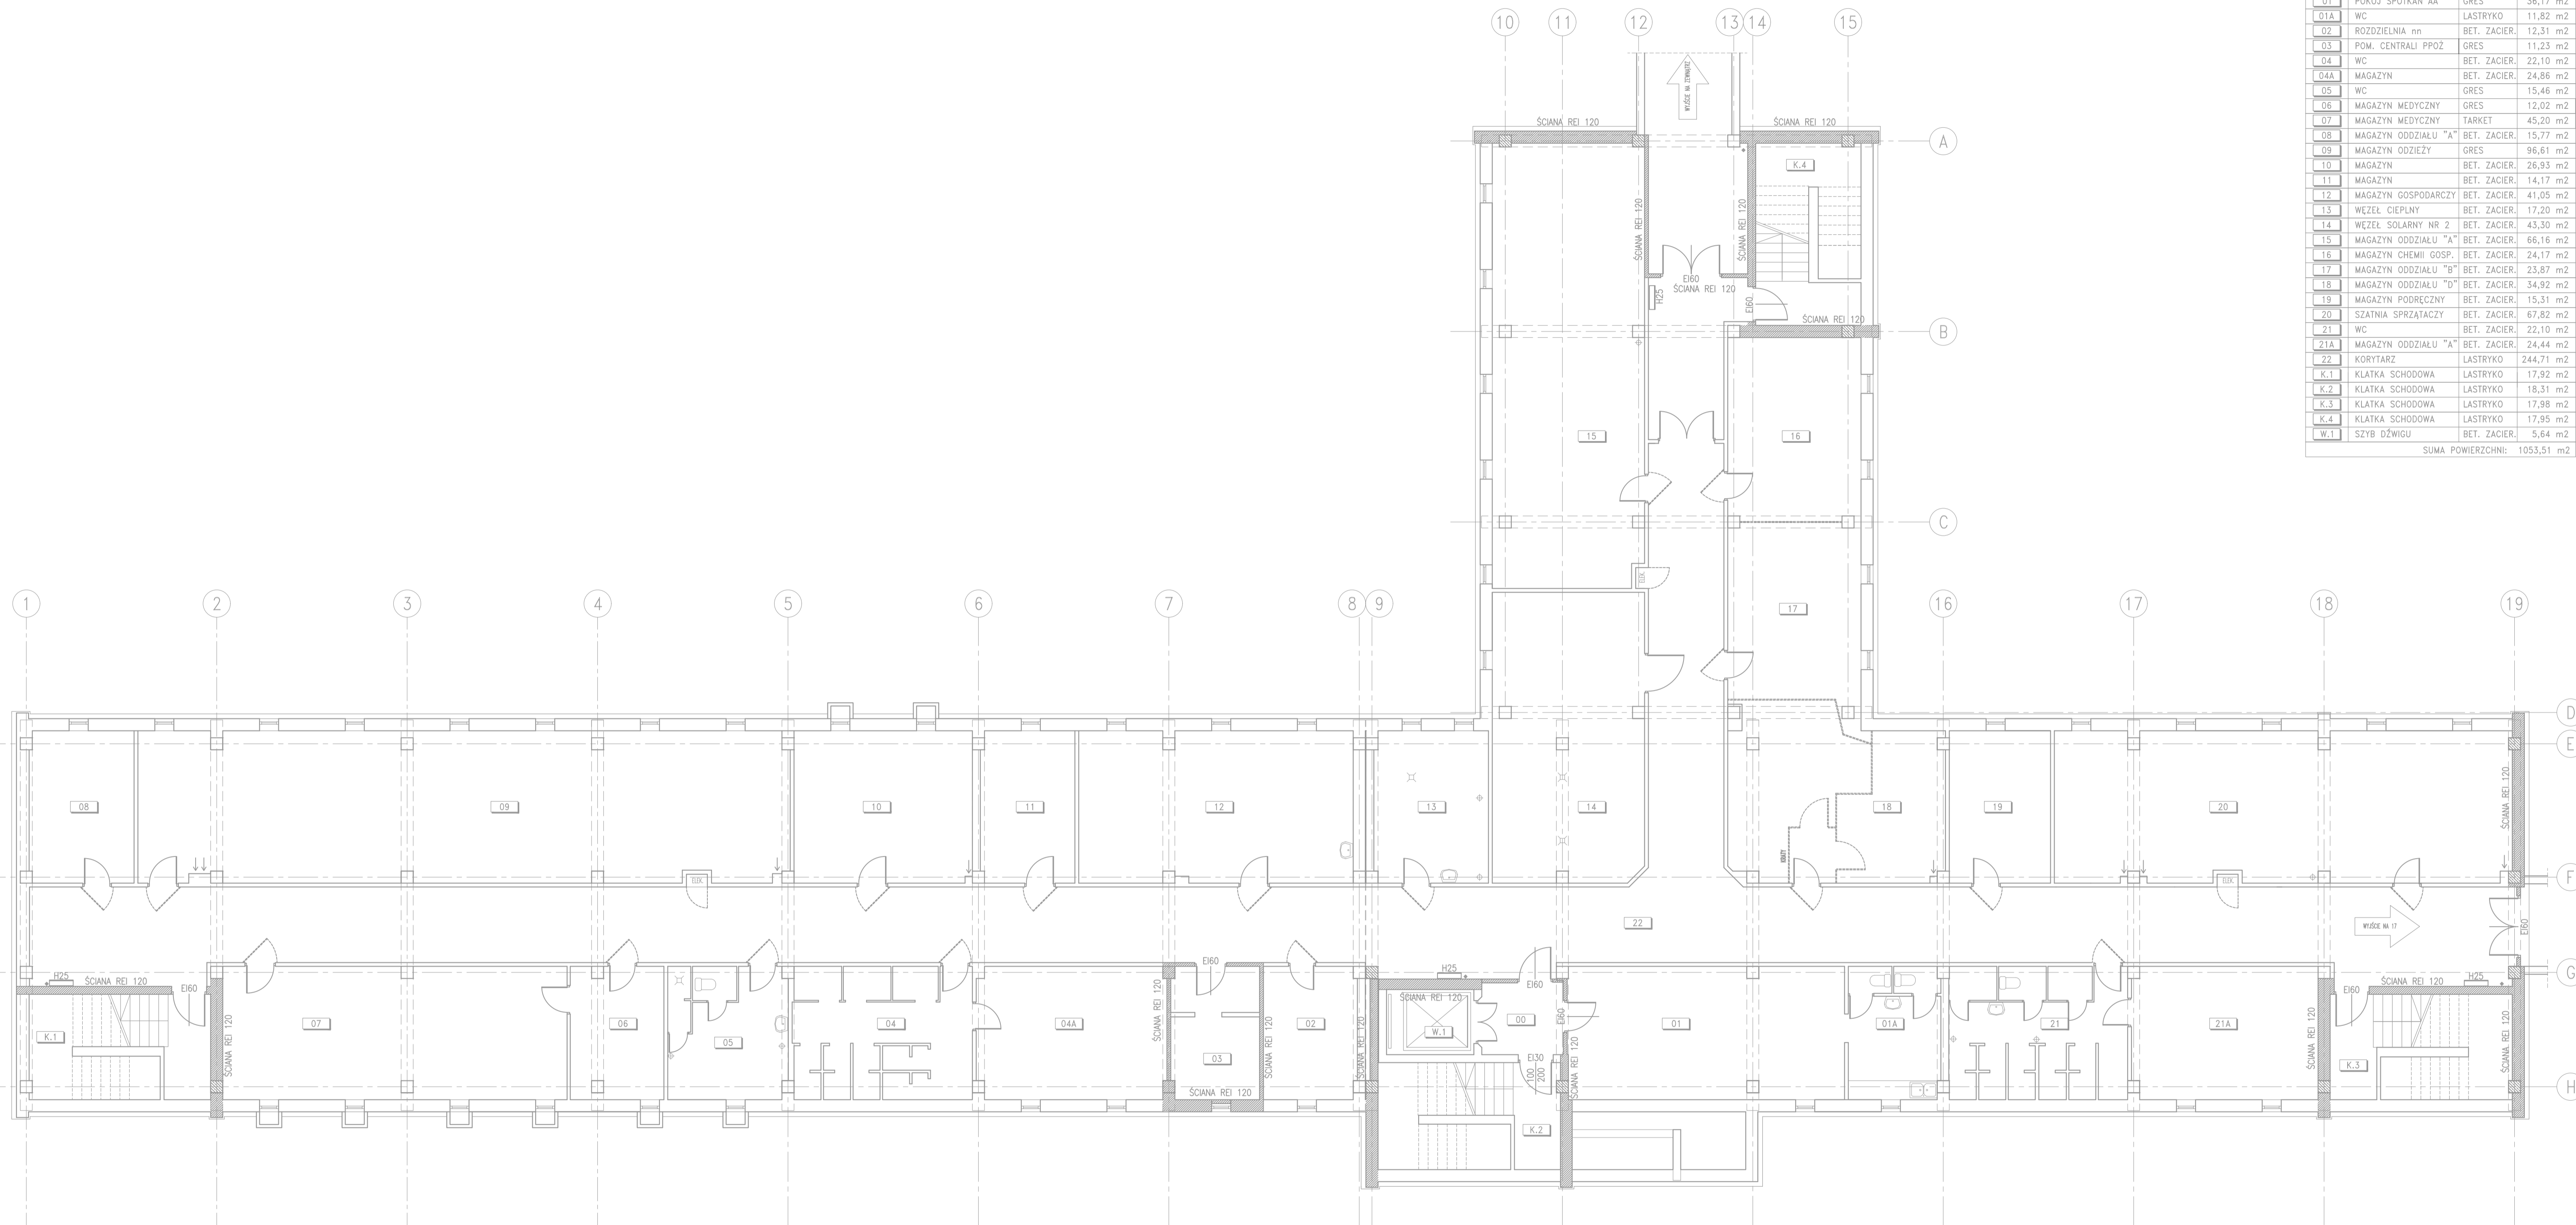 10 11 12 13 14 15
01 POKÓJ SPOTKAŃ AA GRES 36,17 m2
01A WC LASTRYKO 11,82 m2
02 ROZDZIELNIA nn BET. ZACIER. 12,31 m2
03 POM. CENTRALI PPOŻ GRES 11,23 m2
04 WC BET. ZACIER. 22,10 m2
04A MAGAZYN BET. ZACIER. 24,86 m2
05 WC GRES 15,46 m2
06 MAGAZYN MEDYCZNY GRES 12,02 m2
07 MAGAZYN MEDYCZNY TARKET 45,20 m2
08 MAGAZYN ODDZIAŁU "A" BET. ZACIER. 15,77 m2
09 MAGAZYN ODZIEŻY GRES 96,61 m2
10 MAGAZYN BET. ZACIER. 26,93 m2
11 MAGAZYN BET. ZACIER. 14,17 m2
12 MAGAZYN GOSPODARCZY BET. ZACIER. 41,05 m2
13 WĘZEŁ CIEPLNY BET. ZACIER. 17,20 m2
14 WĘZEŁ SOLARNY NR 2 BET. ZACIER. 43,30 m2
15 MAGAZYN ODDZIAŁU "A" BET. ZACIER. 66,16 m2
16 MAGAZYN CHEMII GOSP. BET. ZACIER. 24,17 m2
17 MAGAZYN ODDZIAŁU "B" BET. ZACIER. 23,87 m2
18 MAGAZYN ODDZIAŁU "D" BET. ZACIER. 34,92 m2
19 MAGAZYN PODRĘCZNY BET. ZACIER. 15,31 m2
20 SZATNIA SPRZĄTACZY BET. ZACIER. 67,82 m2
21 WC BET. ZACIER. 22,10 m2
21A MAGAZYN ODDZIAŁU "A" BET. ZACIER. 24,44 m2
22 KORYTARZ LASTRYKO 244,71 m2
K.1 KLATKA SCHODOWA LASTRYKO 17,92 m2
K.2 KLATKA SCHODOWA LASTRYKO 18,31 m2
K.3 KLATKA SCHODOWA LASTRYKO 17,98 m2
K.4 KLATKA SCHODOWA LASTRYKO 17,95 m2
W.1 SZYB DŹWIGU BET. ZACIER. 5,64 m2
SUMA POWIERZCHNI: 1053,51 m2
WYJŚCIE NA ZEWNĄTRZ
ŚCIANA REI 120
ŚCIANA REI 120
A
K.4
ŚCIANA REI 120
ŚCIANA REI 120
EI60
ŚCIANA REI 120
H25
EI60
ŚCIANA REI 120
B
15
16
C
ELEK.
17
1 2 3 4 5 6 7 8 9 16 17 18 19
D
E
08 09 10 11 12 13 14 18 19 20
ŚCIANA REI 120
ELEK.
ELEK.
F
22
WYJŚCIE NA 17
EI60
G
H25
ŚCIANA REI 120
EI60
EI60
H25
EI60
EI60
ŚCIANA REI 120
H25
ŚCIANA REI 120
K.1
07
06
05
04
04A
03
02
W.1
00
01
01A
21
21A
K.3
ŚCIANA REI 120
ŚCIANA REI 120
ŚCIANA REI 120
ŚCIANA REI 120
ŚCIANA REI 120
EI60
EI30
100
200
ŚCIANA REI 120
ŚCIANA REI 120
ŚCIANA REI 120
H
K.2